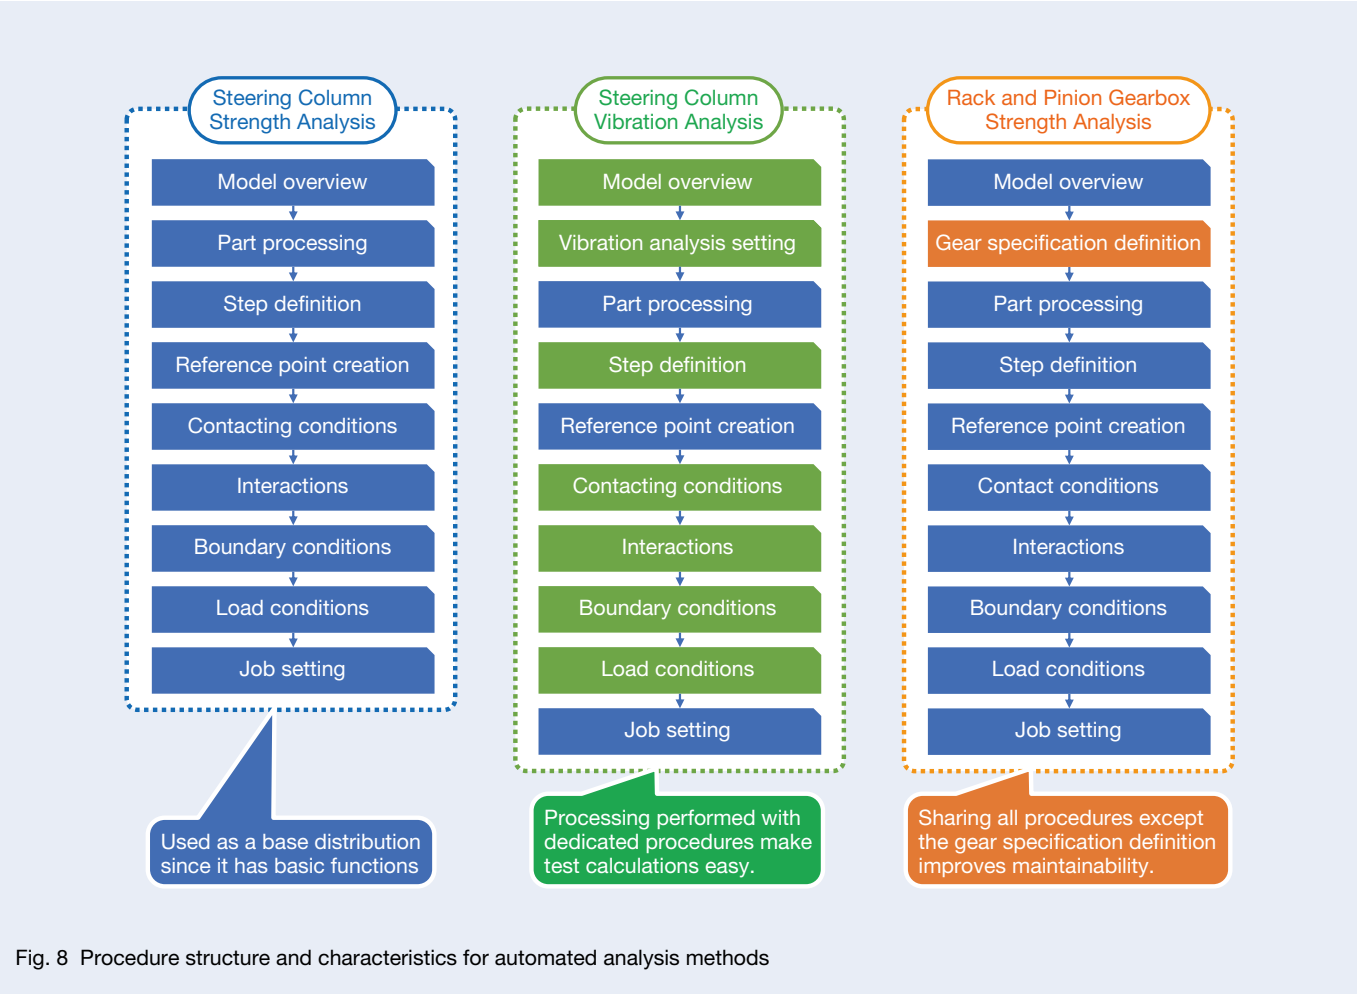 Steering Column
Strength Analysis
Model overview
Part processing
Step definition
Reference point creation
Contacting conditions
Interactions
Boundary conditions
Load conditions
Job setting
Used as a base distribution
since it has basic functions
Steering Column
Vibration Analysis
Model overview
Vibration analysis setting
Part processing
Step definition
Reference point creation
Contacting conditions
Interactions
Boundary conditions
Load conditions
Job setting
Processing performed with
dedicated procedures make
test calculations easy.
Rack and Pinion Gearbox
Strength Analysis
Model overview
Gear specification definition
Part processing
Step definition
Reference point creation
Contact conditions
Interactions
Boundary conditions
Load conditions
Job setting
Sharing all procedures except
the gear specification definition
improves maintainability.
Fig. 8  Procedure structure and characteristics for automated analysis methods